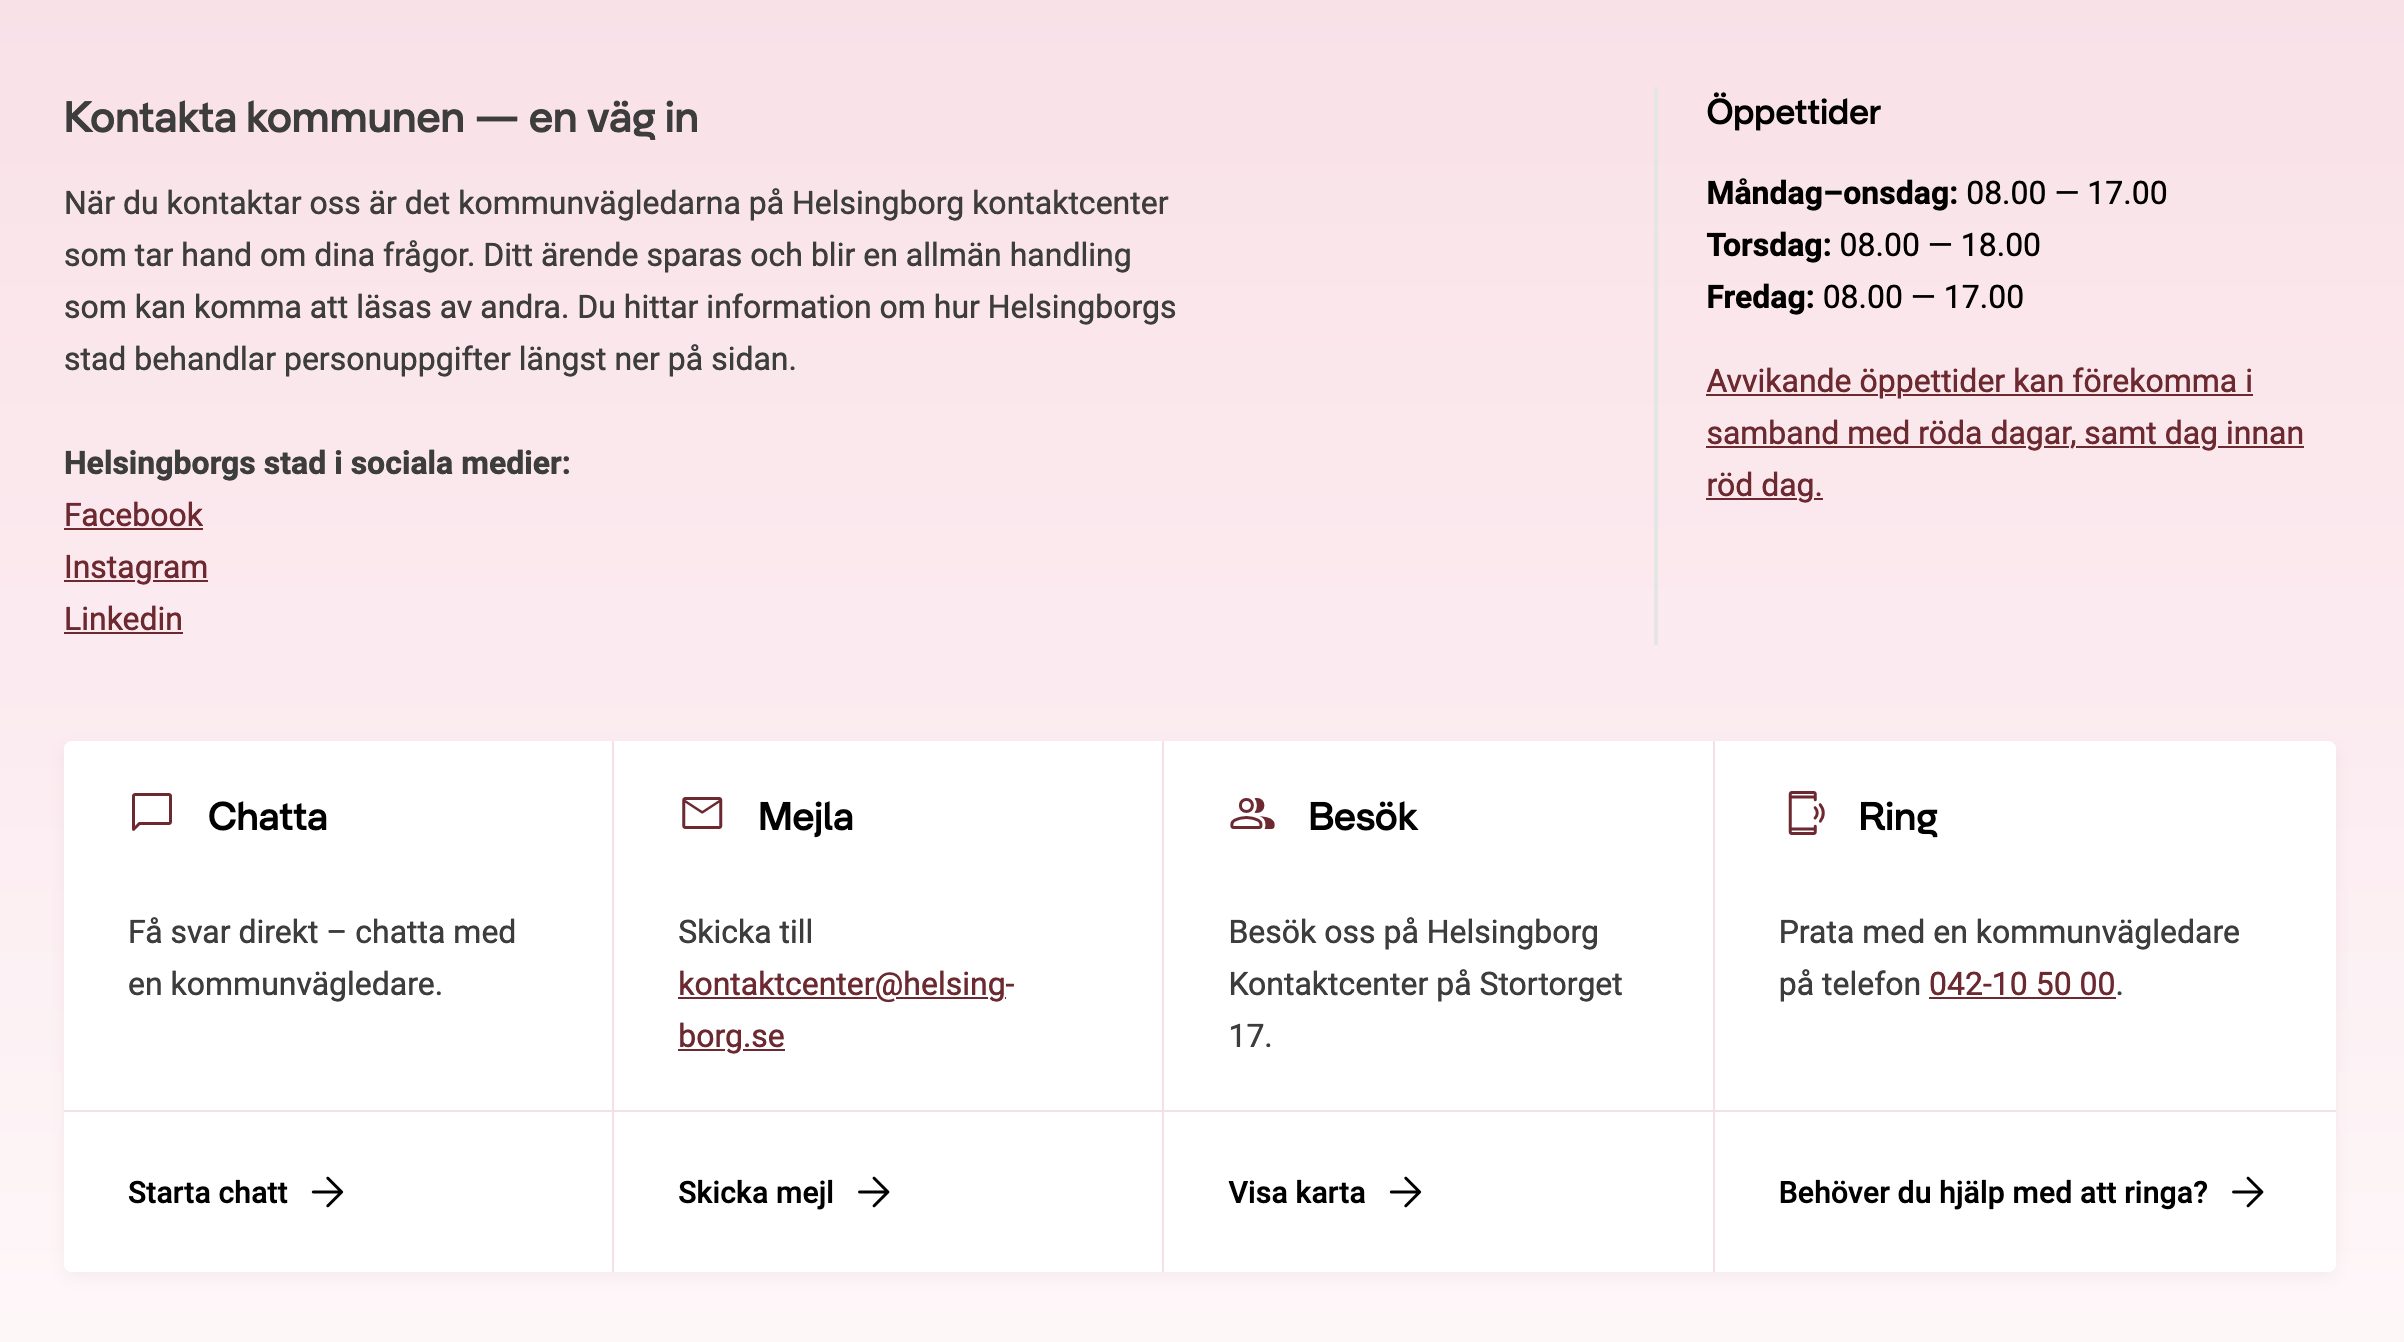 Kontakta kommunen — en väg in
När du kontaktar oss är det kommunvägledarna på Helsingborg kontaktcenter
som tar hand om dina frågor. Ditt ärende sparas och blir en allmän handling
som kan komma att läsas av andra. Du hittar information om hur Helsingborgs
stad behandlar personuppgifter längst ner på sidan.
Helsingborgs stad i sociala medier:
Facebook
Instagram
Linkedin
Öppettider
Måndag–onsdag: 08.00 — 17.00
Torsdag: 08.00 — 18.00
Fredag: 08.00 — 17.00
Avvikande öppettider kan förekomma i
samband med röda dagar, samt dag innan
röd dag.
Chatta
Få svar direkt – chatta med
en kommunvägledare.
Starta chatt
Mejla
Skicka till
kontaktcenter@helsing-
borg.se
Skicka mejl
Besök
Besök oss på Helsingborg
Kontaktcenter på Stortorget
17.
Visa karta
Ring
Prata med en kommunvägledare
på telefon 042-10 50 00.
Behöver du hjälp med att ringa?